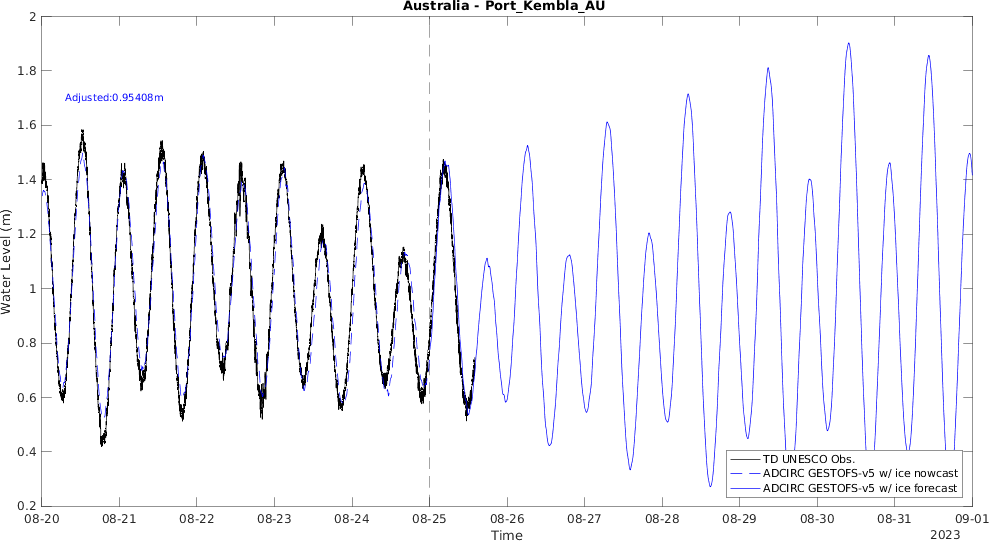 Australia - Port_Kembla_AU
2
1.8
1.6
1.4
1.2
1
0.8
0.6
0.4
0.2
Water Level (m)
Adjusted:0.95408m
TD UNESCO Obs.
ADCIRC GESTOFS-v5 w/ ice nowcast
ADCIRC GESTOFS-v5 w/ ice forecast
08-20 08-21 08-22 08-23 08-24 08-25 08-26 08-27 08-28 08-29 08-30 08-31 09-01
Time
2023